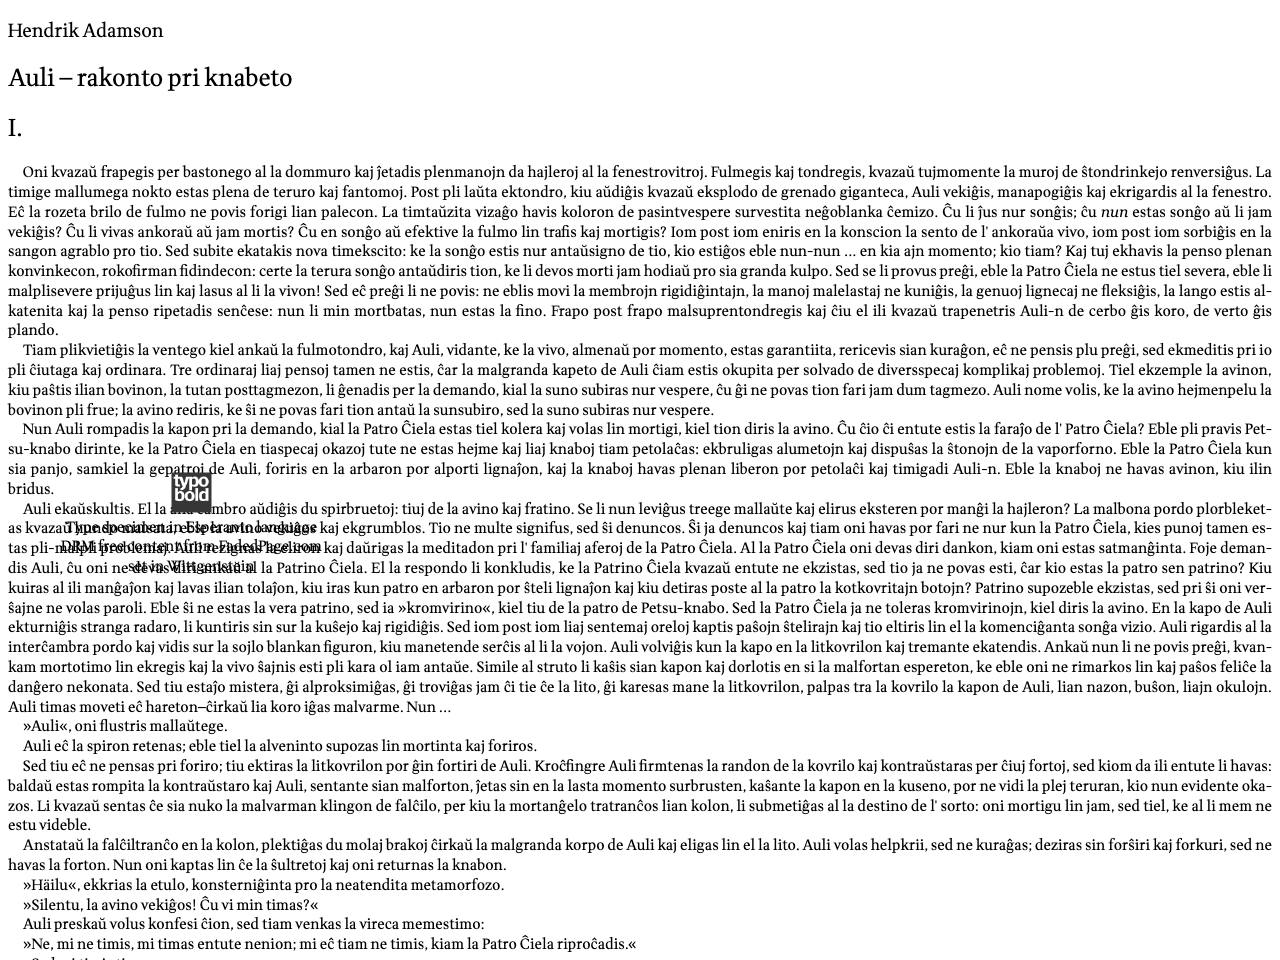 Hendrik Adamson
Auli – rakonto pri knabeto
I.
Oni kvazaŭ frapegis per bastonego al la dommuro kaj ĵetadis plenmanojn da hajleroj al la fenestrovitroj. Fulmegis kaj tondregis, kvazaŭ tujmomente la muroj de ŝtondrinkejo renversiĝus. La
timige mallumega nokto estas plena de teruro kaj fantomoj. Post pli laŭta ektondro, kiu aŭdiĝis kvazaŭ eksplodo de grenado giganteca, Auli vekiĝis, manapogiĝis kaj ekrigardis al la fenestro.
Eĉ la rozeta brilo de fulmo ne povis forigi lian palecon. La timtaŭzita vizaĝo havis koloron de pasintvespere survestita neĝoblanka ĉemizo. Ĉu li ĵus nur sonĝis; ĉu nun estas sonĝo aŭ li jam
vekiĝis? Ĉu li vivas ankoraŭ aŭ jam mortis? Ĉu en sonĝo aŭ efektive la fulmo lin trafis kaj mortigis? Iom post iom eniris en la konscion la sento de l' ankoraŭa vivo, iom post iom sorbiĝis en la
sangon agrablo pro tio. Sed subite ekatakis nova timekscito: ke la sonĝo estis nur antaŭsigno de tio, kio estiĝos eble nun-nun ... en kia ajn momento; kio tiam? Kaj tuj ekhavis la penso plenan
konvinkecon, rokofirman fidindecon: certe la terura sonĝo antaŭdiris tion, ke li devos morti jam hodiaŭ pro sia granda kulpo. Sed se li provus preĝi, eble la Patro Ĉiela ne estus tiel severa, eble li
malplisevere prijuĝus lin kaj lasus al li la vivon! Sed eĉ preĝi li ne povis: ne eblis movi la membrojn rigidiĝintajn, la manoj malelastaj ne kuniĝis, la genuoj lignecaj ne fleksiĝis, la lango estis al-
katenita kaj la penso ripetadis senĉese: nun li min mortbatas, nun estas la fino. Frapo post frapo malsuprentondregis kaj ĉiu el ili kvazaŭ trapenetris Auli-n de cerbo ĝis koro, de verto ĝis
plando.
Tiam plikvietiĝis la ventego kiel ankaŭ la fulmotondro, kaj Auli, vidante, ke la vivo, almenaŭ por momento, estas garantiita, rericevis sian kuraĝon, eĉ ne pensis plu preĝi, sed ekmeditis pri io
pli ĉiutaga kaj ordinara. Tre ordinaraj liaj pensoj tamen ne estis, ĉar la malgranda kapeto de Auli ĉiam estis okupita per solvado de diversspecaj komplikaj problemoj. Tiel ekzemple la avinon,
kiu paŝtis ilian bovinon, la tutan posttagmezon, li ĝenadis per la demando, kial la suno subiras nur vespere, ĉu ĝi ne povas tion fari jam dum tagmezo. Auli nome volis, ke la avino hejmenpelu la
bovinon pli frue; la avino rediris, ke ŝi ne povas fari tion antaŭ la sunsubiro, sed la suno subiras nur vespere.
Nun Auli rompadis la kapon pri la demando, kial la Patro Ĉiela estas tiel kolera kaj volas lin mortigi, kiel tion diris la avino. Ĉu ĉio ĉi entute estis la faraĵo de l' Patro Ĉiela? Eble pli pravis Pet-
su-knabo dirinte, ke la Patro Ĉiela en tiaspecaj okazoj tute ne estas hejme kaj liaj knaboj tiam petolaĉas: ekbruligas alumetojn kaj dispuŝas la ŝtonojn de la vaporforno. Eble la Patro Ĉiela kun
sia panjo, samkiel la gepatroj de Auli, foriris en la arbaron por alporti lignaĵon, kaj la knaboj havas plenan liberon por petolaĉi kaj timigadi Auli-n. Eble la knaboj ne havas avinon, kiu ilin
bridus.
typo
bold
Auli ekaŭskultis. El la alia ĉambro aŭdiĝis du spirbruetoj: tiuj de la avino kaj fratino. Se li nun leviĝus treege mallaŭte kaj elirus eksteren por manĝi la hajleron? La malbona pordo plorbleket-
as kvazaŭ hundo malsata, eble la avino vekiĝos kaj ekgrumblos. Tio ne multe signifus, sed ŝi denuncos. Ŝi ja denuncos kaj tiam oni havas por fari ne nur kun la Patro Ĉiela, kies punoj tamen es-
Type specimen in Esperanto language
tas pli-malpli problemaj. Auli rezignas la eliron kaj daŭrigas la meditadon pri l' familiaj aferoj de la Patro Ĉiela. Al la Patro Ĉiela oni devas diri dankon, kiam oni estas satmanĝinta. Foje deman-
DRM free content from FadedPage.com
dis Auli, ĉu oni ne devas diri ankaŭ al la Patrino Ĉiela. El la respondo li konkludis, ke la Patrino Ĉiela kvazaŭ entute ne ekzistas, sed tio ja ne povas esti, ĉar kio estas la patro sen patrino? Kiu
set in Wittgenstein
kuiras al ili manĝaĵon kaj lavas ilian tolaĵon, kiu iras kun patro en arbaron por ŝteli lignaĵon kaj kiu detiras poste al la patro la kotkovritajn botojn? Patrino supozeble ekzistas, sed pri ŝi oni ver-
ŝajne ne volas paroli. Eble ŝi ne estas la vera patrino, sed ia »kromvirino«, kiel tiu de la patro de Petsu-knabo. Sed la Patro Ĉiela ja ne toleras kromvirinojn, kiel diris la avino. En la kapo de Auli
ekturniĝis stranga radaro, li kuntiris sin sur la kuŝejo kaj rigidiĝis. Sed iom post iom liaj sentemaj oreloj kaptis paŝojn ŝtelirajn kaj tio eltiris lin el la komenciĝanta sonĝa vizio. Auli rigardis al la
interĉambra pordo kaj vidis sur la sojlo blankan figuron, kiu manetende serĉis al li la vojon. Auli volviĝis kun la kapo en la litkovrilon kaj tremante ekatendis. Ankaŭ nun li ne povis preĝi, kvan-
kam mortotimo lin ekregis kaj la vivo ŝajnis esti pli kara ol iam antaŭe. Simile al struto li kaŝis sian kapon kaj dorlotis en si la malfortan espereton, ke eble oni ne rimarkos lin kaj paŝos feliĉe la
danĝero nekonata. Sed tiu estaĵo mistera, ĝi alproksimiĝas, ĝi troviĝas jam ĉi tie ĉe la lito, ĝi karesas mane la litkovrilon, palpas tra la kovrilo la kapon de Auli, lian nazon, buŝon, liajn okulojn.
Auli timas moveti eĉ hareton—ĉirkaŭ lia koro iĝas malvarme. Nun ...
»Auli«, oni flustris mallaŭtege.
Auli eĉ la spiron retenas; eble tiel la alveninto supozas lin mortinta kaj foriros.
Sed tiu eĉ ne pensas pri foriro; tiu ektiras la litkovrilon por ĝin fortiri de Auli. Kroĉfingre Auli firmtenas la randon de la kovrilo kaj kontraŭstaras per ĉiuj fortoj, sed kiom da ili entute li havas:
baldaŭ estas rompita la kontraŭstaro kaj Auli, sentante sian malforton, ĵetas sin en la lasta momento surbrusten, kaŝante la kapon en la kuseno, por ne vidi la plej teruran, kio nun evidente oka-
zos. Li kvazaŭ sentas ĉe sia nuko la malvarman klingon de falĉilo, per kiu la mortanĝelo tratranĉos lian kolon, li submetiĝas al la destino de l' sorto: oni mortigu lin jam, sed tiel, ke al li mem ne
estu videble.
Anstataŭ la falĉiltranĉo en la kolon, plektiĝas du molaj brakoj ĉirkaŭ la malgranda korpo de Auli kaj eligas lin el la lito. Auli volas helpkrii, sed ne kuraĝas; deziras sin forŝiri kaj forkuri, sed ne
havas la forton. Nun oni kaptas lin ĉe la ŝultretoj kaj oni returnas la knabon.
»Häilu«, ekkrias la etulo, konsterniĝinta pro la neatendita metamorfozo.
»Silentu, la avino vekiĝos! Ĉu vi min timas?«
Auli preskaŭ volus konfesi ĉion, sed tiam venkas la vireca memestimo:
»Ne, mi ne timis, mi timas entute nenion; mi eĉ tiam ne timis, kiam la Patro Ĉiela riproĉadis.«